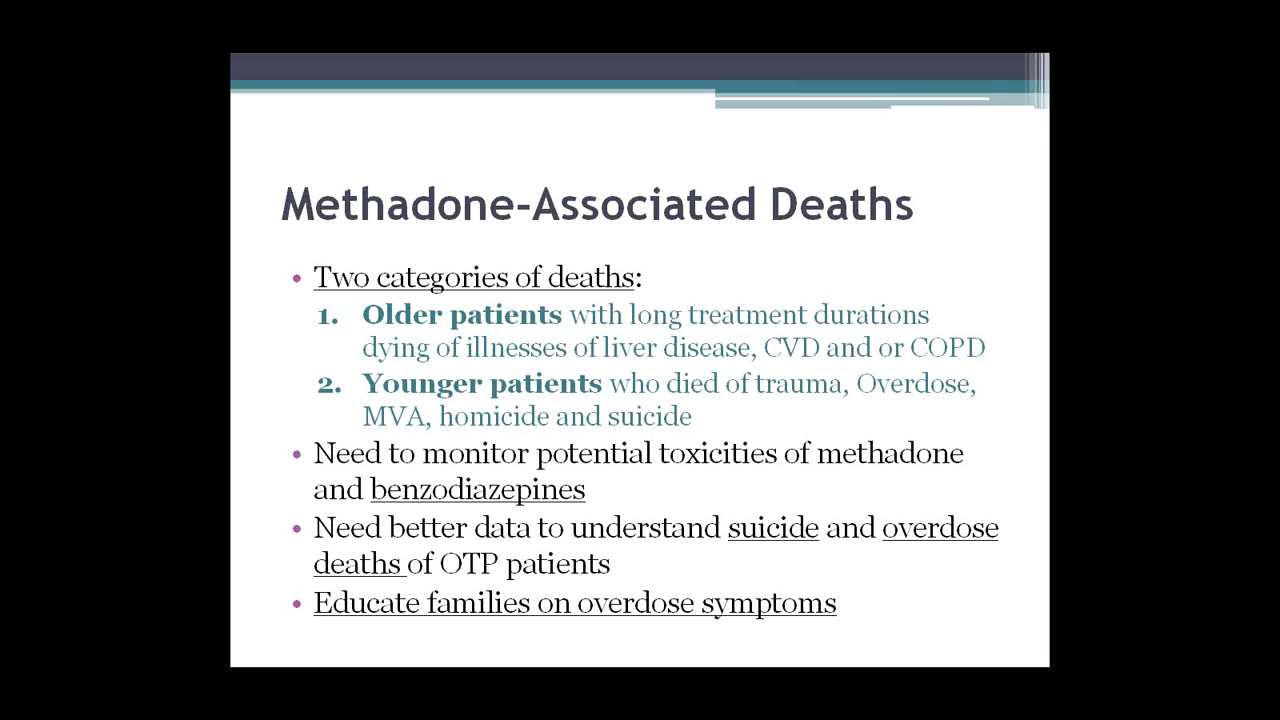 Methadone-Associated Deaths
• Two categories of deaths:
1. Older patients with long treatment durations
dying of illnesses of liver disease, CVD and or COPD
2. Younger patients who died of trauma, Overdose,
MVA, homicide and suicide
• Need to monitor potential toxicities of methadone
and benzodiazepines
• Need better data to understand suicide and overdose
deaths of OTP patients
• Educate families on overdose symptoms